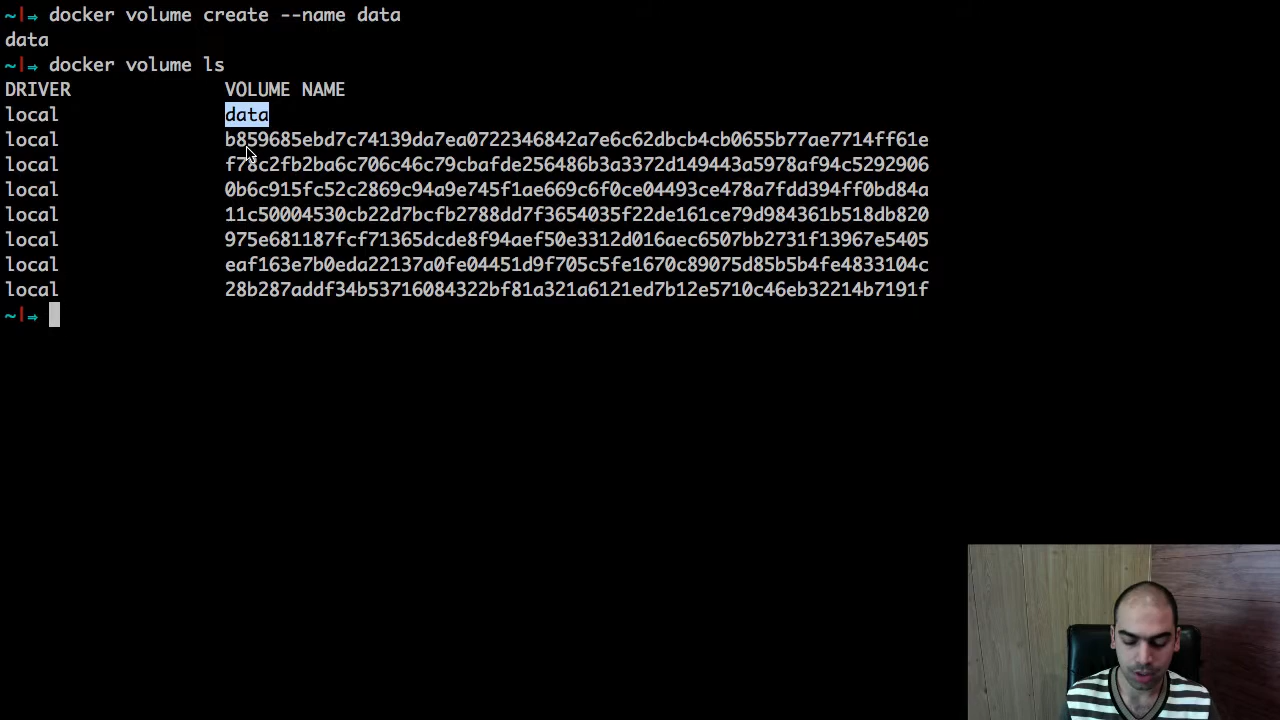 ~|⇒ docker volume create --name data
data
~|⇒ docker volume ls
DRIVER VOLUME NAME
local data
local b859685ebd7c74139da7ea0722346842a7e6c62dbcb4cb0655b77ae7714ff61e
local f78c2fb2ba6c706c46c79cbafde256486b3a3372d149443a5978af94c5292906
local 0b6c915fc52c2869c94a9e745f1ae669c6f0ce04493ce478a7fdd394ff0bd84a
local 11c50004530cb22d7bcfb2788dd7f3654035f22de161ce79d984361b518db820
local 975e681187fcf71365dcde8f94aef50e3312d016aec6507bb2731f13967e5405
local eaf163e7b0eda22137a0fe04451d9f705c5fe1670c89075d85b5b4fe4833104c
local 28b287addf34b53716084322bf81a321a6121ed7b12e5710c46eb32214b7191f
~|⇒